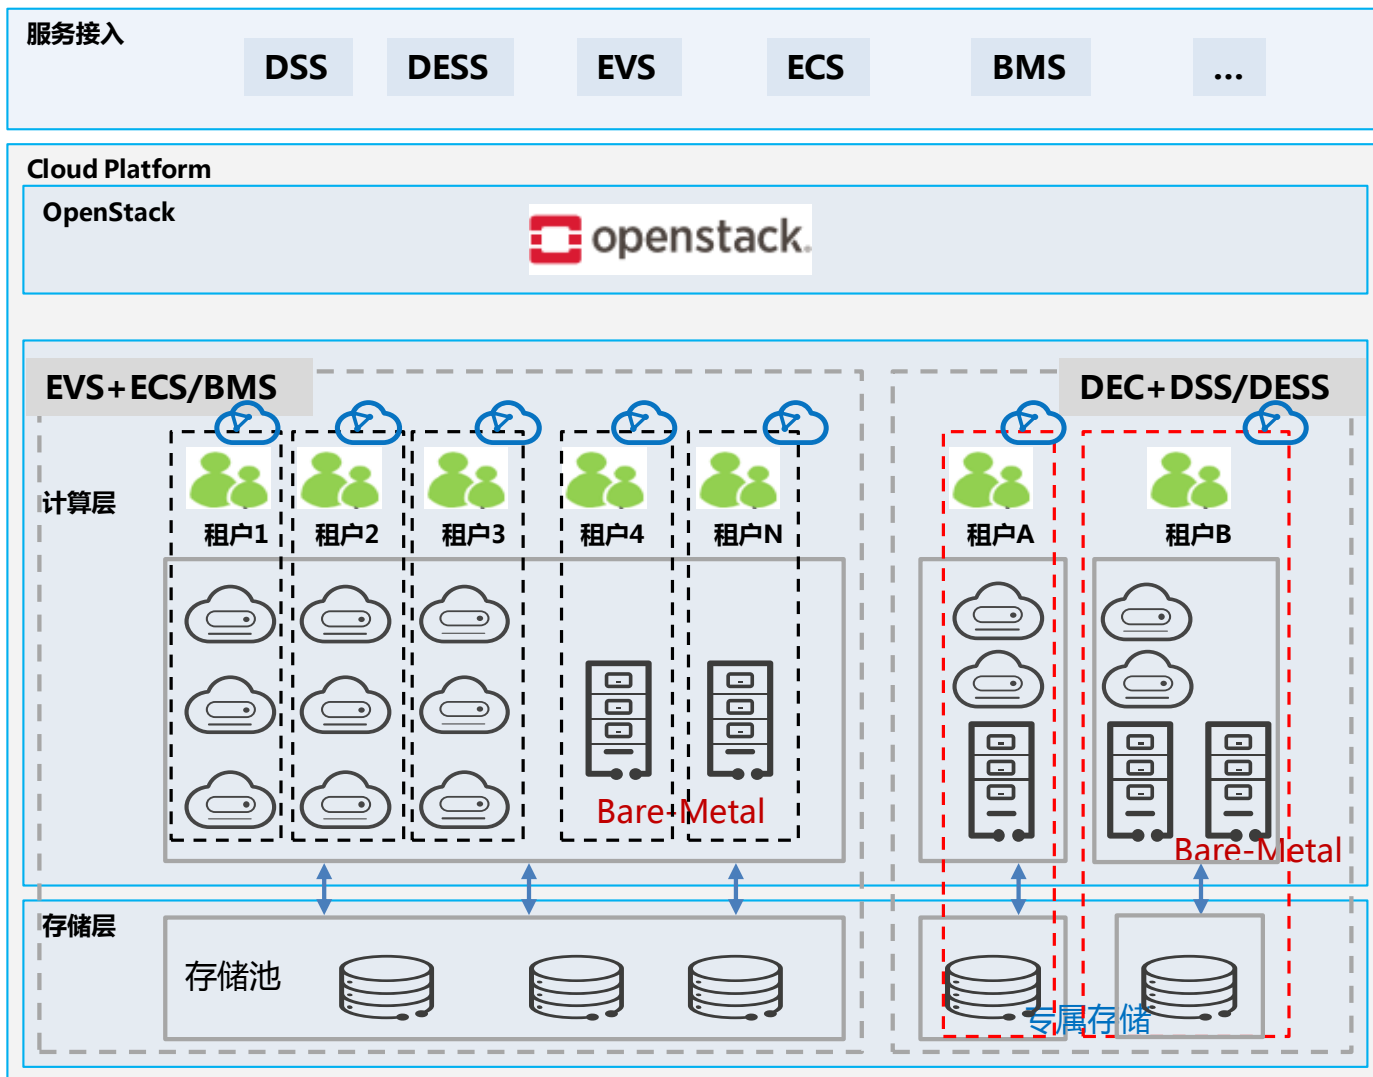 服务接入
DSS
DESS
EVS
ECS
BMS
...
Cloud Platform
OpenStack
openstack.
EVS+ECS/BMS
DEC+DSS/DESS
计算层
租户1
租户2
租户3
租户4
租户N
租户A
租户B
Bare-Metal
Bare-Metal
存储层
存储池
专属存储